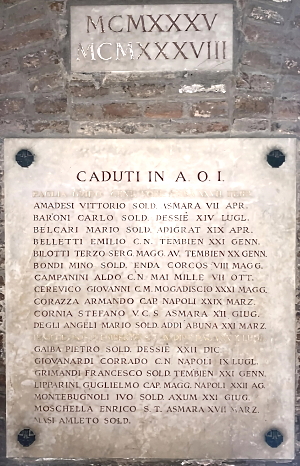 MCMXXXV
MCMXXXVIII
CADUTI IN A. O. I.
AMADESI VITTORIO SOLD. ASMARA VII APR.
BARONI CARLO SOLD. DESSIÈ XIV LUGL.
BELCARI MARIO SOLD. ADIGRAT XIX APR.
BELLETTI EMILIO C.N. TEMBIEN XXI GENN.
BILOTTI TERZO SERG. MAGG. AV. TEMBIEN XX GENN.
BONDI MINO SOLD. ENDA CORGS VIII MAGG.
CAMPANINI ALDO C.N. MAI MILLE VII OTT.
CEREVICO GIOVANNI C.M. MOGADISCIO XXXI MAGG.
CORAZZA ARMANDO CAP. NAPOLI XXIX MARZ.
CORNIA STEFANO V.C.S. ASMARA XII GIUG.
DEGLI ANGELI MARIO SOLD. ADDI ABUNA XXI MARZ.
GAIBA PIETRO SOLD. DESSIÈ XXII DIC.
GIOVANARDI CORRADO C.N. NAPOLI IX LUGL.
GRIMANDI FRANCESCO SOLD. TEMBIEN XXI GENN.
LIPPARINI GUGLIELMO CAP. MAGG. NAPOLI XXII AG.
MONTEBUGNOLI IVO SOLD. AXUM XXI GIUG.
MOSCHELLA ENRICO S.T. ASMARA XVII MARZ.
MASI AMLETO SOLD.